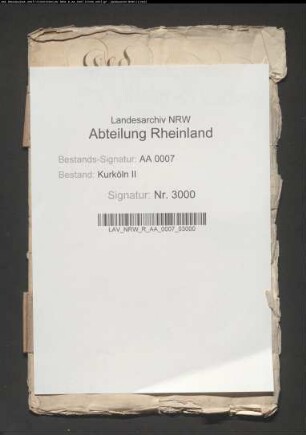 Landesarchiv NRW
Abteilung Rheinland
Bestands-Signatur: AA 0007
Bestand: Kurköln II
Signatur: Nr. 3000
LAV_NRW_R_AA_0007_03000